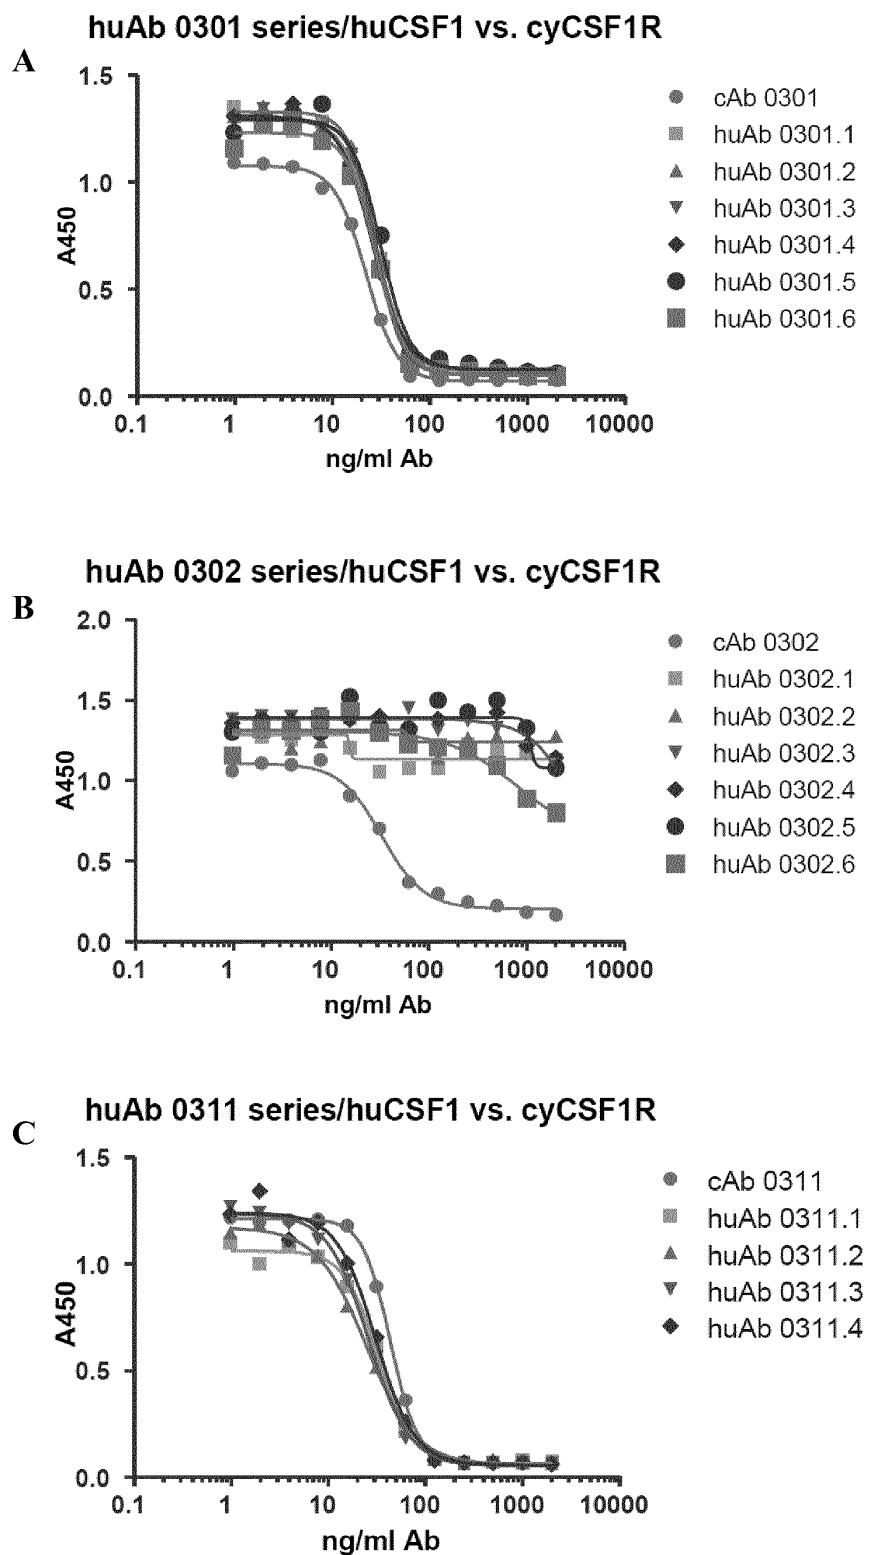 huAb 0301 series/huCSF1 vs. cyCSF1R
A
1.5
1.0
0.5
0.0
A450
0.1
1
10
100
1000
10000
ng/ml Ab
cAb 0301
huAb 0301.1
huAb 0301.2
huAb 0301.3
huAb 0301.4
huAb 0301.5
huAb 0301.6
huAb 0302 series/huCSF1 vs. cyCSF1R
B
2.0
1.5
1.0
0.5
0.0
A450
0.1
1
10
100
1000
10000
ng/ml Ab
cAb 0302
huAb 0302.1
huAb 0302.2
huAb 0302.3
huAb 0302.4
huAb 0302.5
huAb 0302.6
huAb 0311 series/huCSF1 vs. cyCSF1R
C
1.5
1.0
0.5
0.0
A450
0.1
1
10
100
1000
10000
ng/ml Ab
cAb 0311
huAb 0311.1
huAb 0311.2
huAb 0311.3
huAb 0311.4